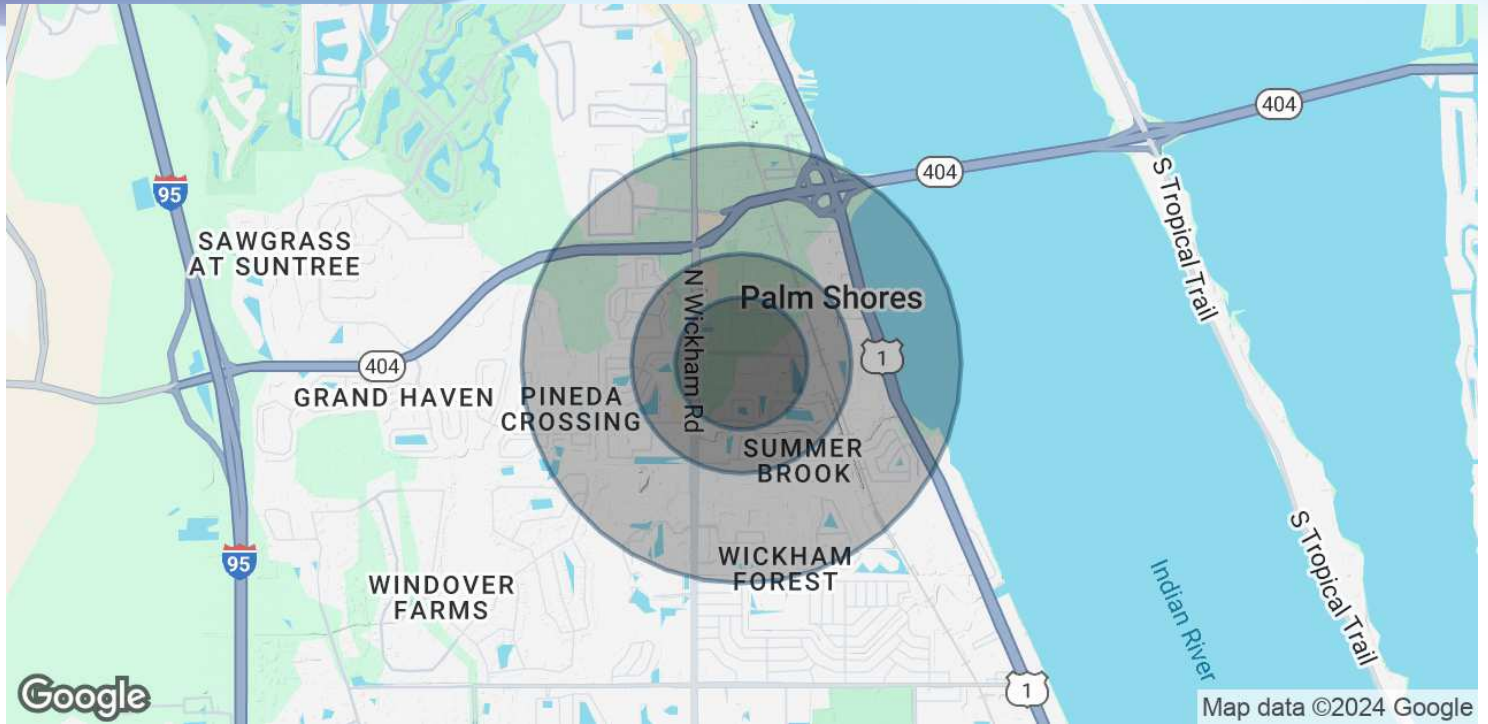 404
404
95
S Tropical Trail
SAWGRASS
AT SUNTREE
N Wickham Rd
Palm Shores
1
404
GRAND HAVEN
PINEDA
CROSSING
SUMMER
BROOK
S Tropical Trail
95
WICKHAM
FOREST
WINDOVER
FARMS
Indian River
1
Google
Map data ©2024 Google